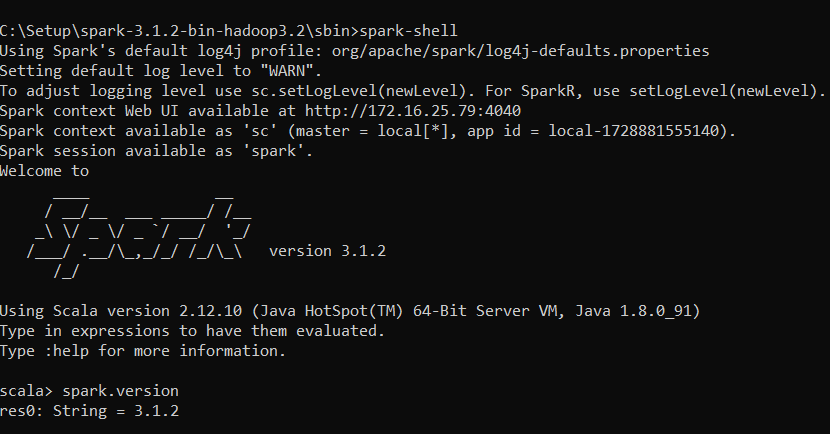 C:\Setup\spark-3.1.2-bin-hadoop3.2\sbin>spark-shell
Using Spark's default log4j profile: org/apache/spark/log4j-defaults.properties
Setting default log level to "WARN".
To adjust logging level use sc.setLogLevel(newLevel). For SparkR, use setLogLevel(newLevel).
Spark context Web UI available at http://172.16.25.79:4040
Spark context available as 'sc' (master = local[*], app id = local-1728881555140).
Spark session available as 'spark'.
Welcome to
      ____              __
     / __/__  ___ _____/ /__
    _\ \/ _ \/ _ `/ __/  '_/
   /___/ .__/\_,_/_/ /_/\_\   version 3.1.2
      /_/
Using Scala version 2.12.10 (Java HotSpot(TM) 64-Bit Server VM, Java 1.8.0_91)
Type in expressions to have them evaluated.
Type :help for more information.
scala> spark.version
res0: String = 3.1.2